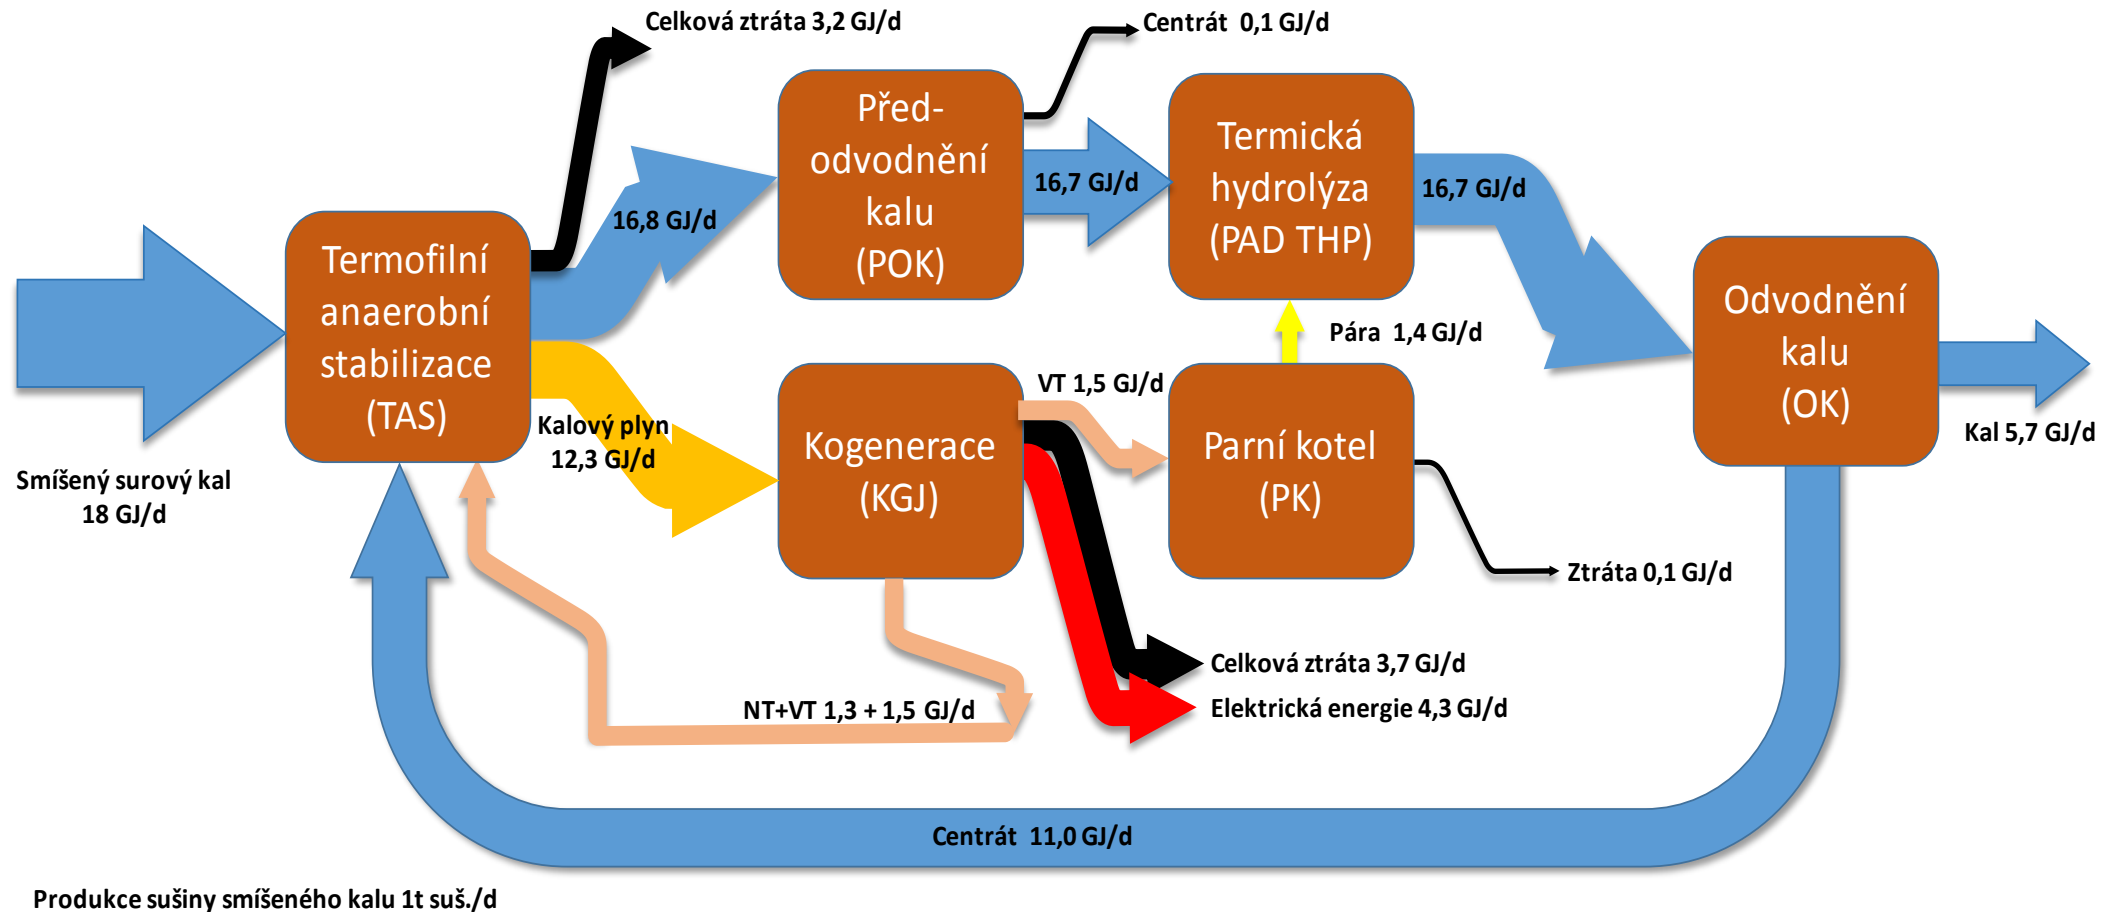 Celková ztráta 3,2 GJ/d
Centrát 0,1 GJ/d
Před-
odvodnění
kalu
(POK)
Termická
hydrolýza
(PAD THP)
16,7 GJ/d
16,7 GJ/d
16,8 GJ/d
Termofilní
anaerobní
stabilizace
(TAS)
Odvodnění
kalu
(OK)
Pára 1,4 GJ/d
VT 1,5 GJ/d
Kalový plyn
12,3 GJ/d
Kogenerace
(KGJ)
Parní kotel
(PK)
Kal 5,7 GJ/d
Smíšený surový kal
18 GJ/d
Ztráta 0,1 GJ/d
Celková ztráta 3,7 GJ/d
Elektrická energie 4,3 GJ/d
NT+VT 1,3 + 1,5 GJ/d
Centrát 11,0 GJ/d
Produkce sušiny smíšeného kalu 1t suš./d